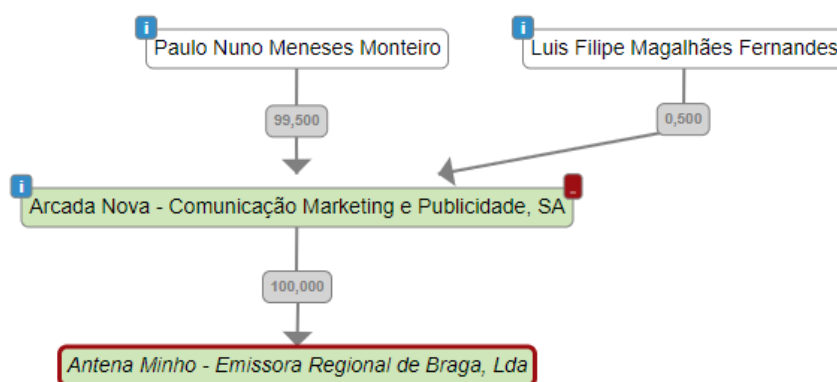 i
i
Paulo Nuno Meneses Monteiro
Luis Filipe Magalhães Fernandes
99,500
0,500
i
-
Arcada Nova - Comunicação Marketing e Publicidade, SA
100,000
Antena Minho - Emissora Regional de Braga, Lda